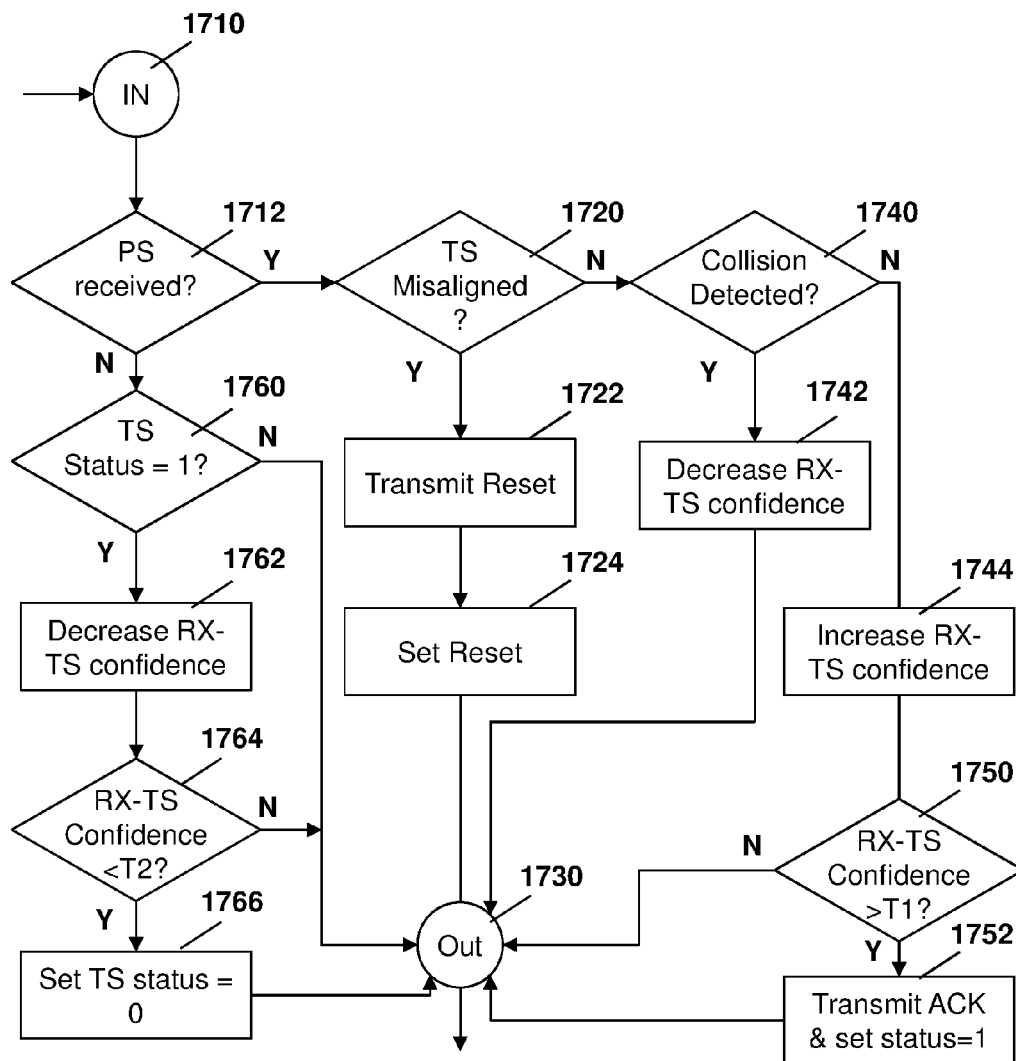 1710
IN
1712
PS
received?
Y
N
1720
TS
Misaligned
?
N
Y
1740
Collision
Detected?
N
Y
1760
TS
Status = 1?
N
Y
1722
Transmit Reset
1742
Decrease RX-
TS confidence
1762
Decrease RX-
TS confidence
1724
Set Reset
1744
Increase RX-
TS confidence
1764
RX-TS
Confidence
<T2?
N
Y
1750
RX-TS
Confidence
>T1?
N
Y
1766
Set TS status =
0
1730
Out
1752
Transmit ACK
& set status=1